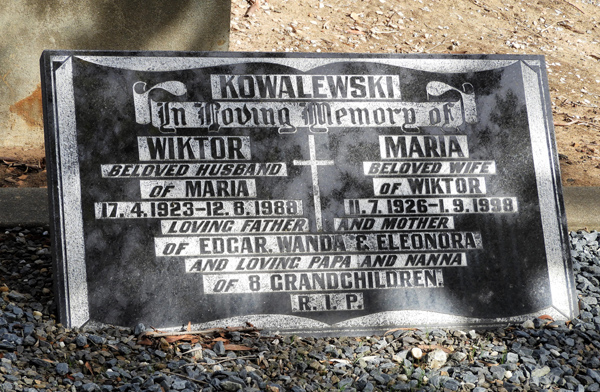 KOWALEWSKI
In Loving Memory of
WIKTOR
BELOVED HUSBAND
OF MARIA
17.4.1923-12.8.1988
MARIA
BELOVED WIFE
OF WIKTOR
11.7.1926-1.9.1998
LOVING FATHER AND MOTHER
OF EDGAR, WANDA & ELEONORA
AND LOVING PAPA AND NANNA
OF 8 GRANDCHILDREN.
R.I.P.